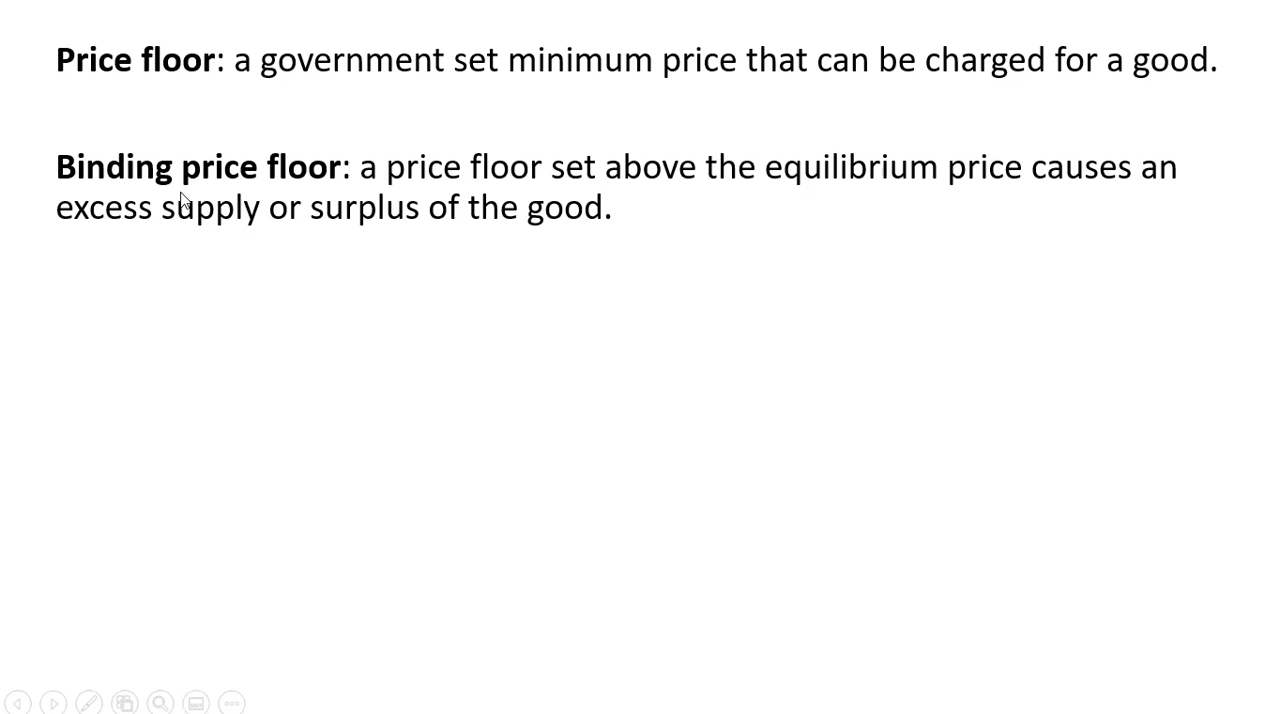 Price floor: a government set minimum price that can be charged for a good.
Binding price floor: a price floor set above the equilibrium price causes an
excess supply or surplus of the good.